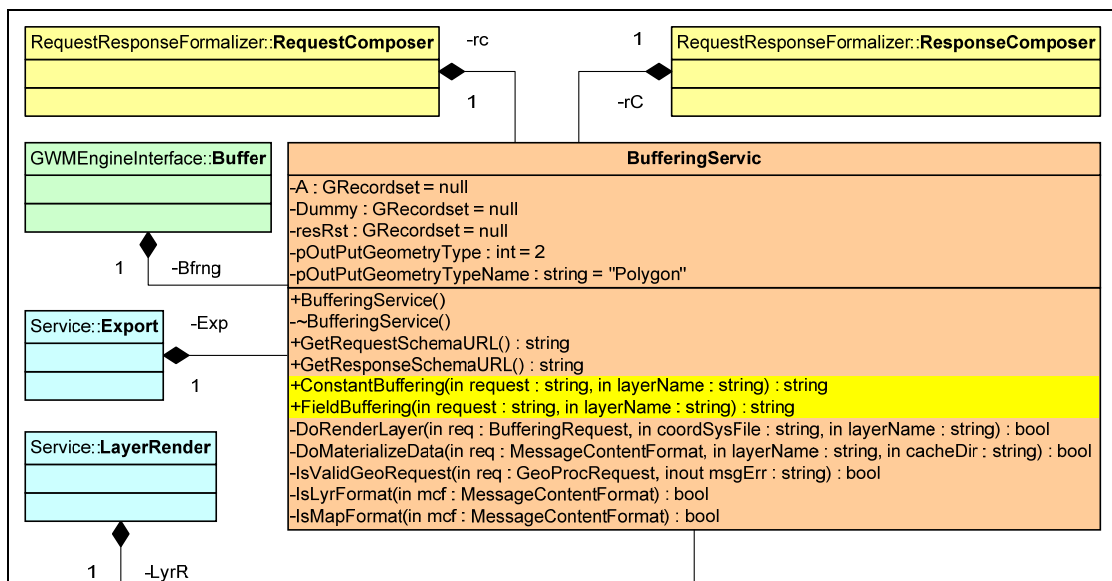 RequestResponseFormalizer::RequestComposer
-rc
1
1
-rC
RequestResponseFormalizer::ResponseComposer
GWMEngineInterface::Buffer
1
-Bfrng
Service::Export
-Exp
1
Service::LayerRender
1
-LyrR
BufferingServic
-A : GRecordset = null
-Dummy : GRecordset = null
-resRst : GRecordset = null
-pOutPutGeometryType : int = 2
-pOutPutGeometryTypeName : string = "Polygon"
+BufferingService()
-~BufferingService()
+GetRequestSchemaURL() : string
+GetResponseSchemaURL() : string
+ConstantBuffering(in request : string, in layerName : string) : string
+FieldBuffering(in request : string, in layerName : string) : string
-DoRenderLayer(in req : BufferingRequest, in coordSysFile : string, in layerName : string) : bool
-DoMaterializeData(in req : MessageContentFormat, in layerName : string, in cacheDir : string) : bool
-IsValidGeoRequest(in req : GeoProcRequest, inout msgErr : string) : bool
-IsLyrFormat(in mcf : MessageContentFormat) : bool
-IsMapFormat(in mcf : MessageContentFormat) : bool